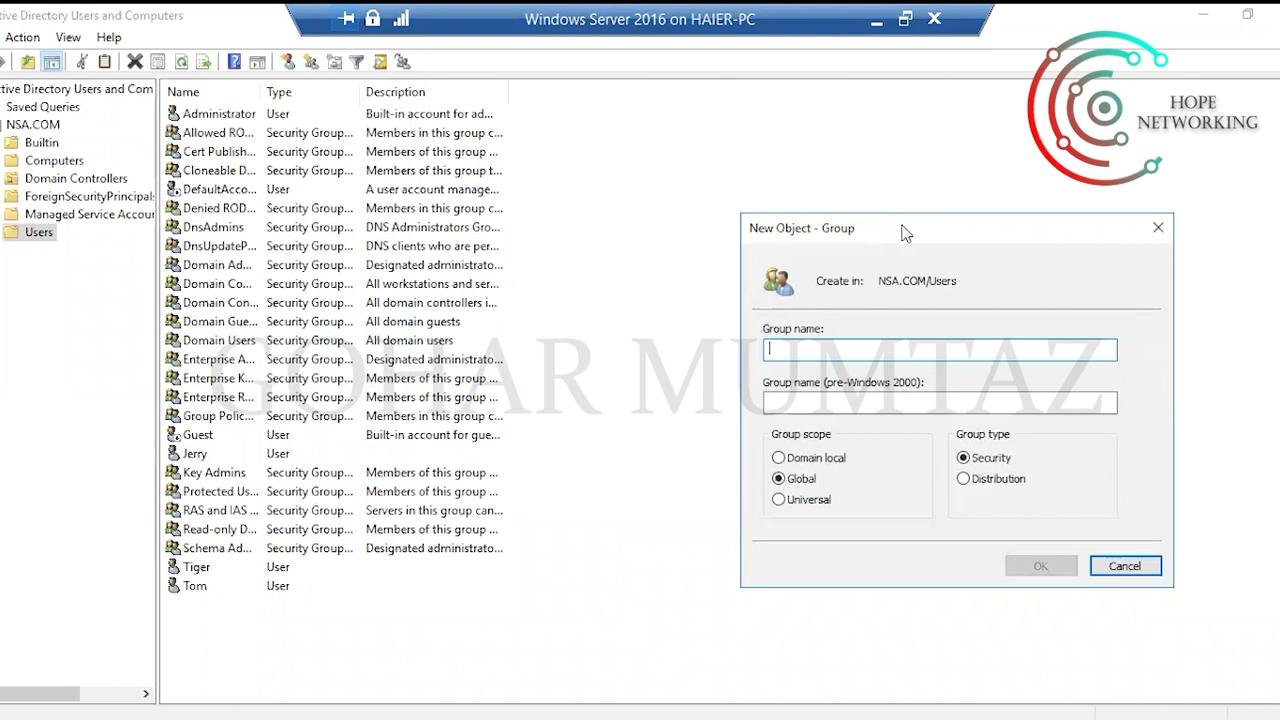 ctive Directory Users and Computers
Windows Server 2016 on HAIER-PC
Action View Help
HOPE
NETWORKING
ctive Directory Users and Com
Saved Queries
NSA.COM
Builtin
Computers
Domain Controllers
ForeignSecurityPrincipals
Managed Service Accou
Users
Name Type Description
Administrator User Built-in account for ad...
Allowed RO... Security Group... Members in this group c...
Cert Publish... Security Group... Members of this group ...
Cloneable D... Security Group... Members of this group t...
DefaultAcco... User A user account manage...
Denied ROD... Security Group... Members in this group c...
DnsAdmins Security Group... DNS Administrators Gro...
DnsUpdateP... Security Group... DNS clients who are per...
Domain Ad... Security Group... Designated administrato...
Domain Co... Security Group... All workstations and ser...
Domain Con... Security Group... All domain controllers i...
Domain Gue... Security Group... All domain guests
Domain Users Security Group... All domain users
Enterprise A... Security Group... Designated administrato...
Enterprise K... Security Group... Members of this group ...
Enterprise R... Security Group... Members of this group ...
Group Polic... Security Group... Members in this group c...
Guest User Built-in account for gue...
Jerry User
Key Admins Security Group... Members of this group ...
Protected Us... Security Group... Members of this group ...
RAS and IAS ... Security Group... Servers in this group can...
Read-only D... Security Group... Members of this group ...
Schema Ad... Security Group... Designated administrato...
Tiger User
Tom User
New Object - Group
Create in: NSA.COM/Users
Group name:
Group name (pre-Windows 2000):
Group scope
Domain local
Global
Universal
Group type
Security
Distribution
OK Cancel
GOHAR MUMTAZ